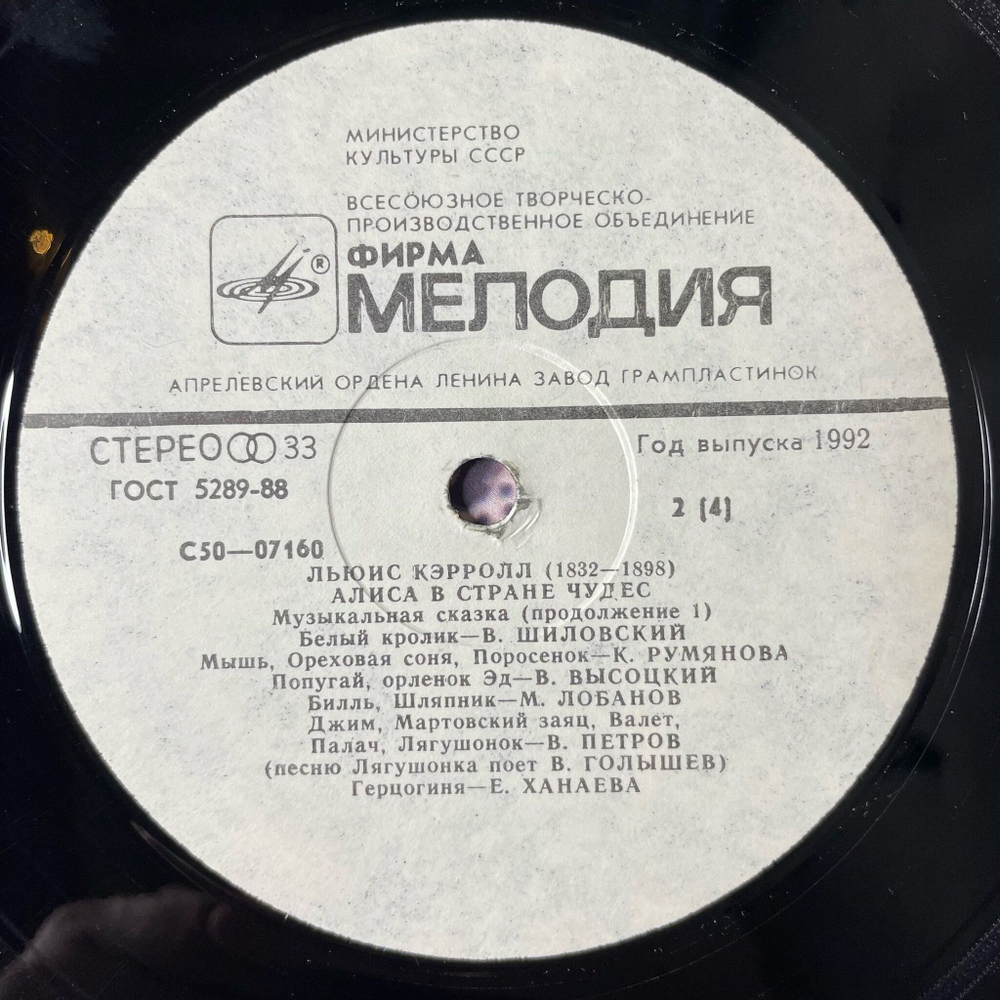 МИНИСТЕРСТВО
КУЛЬТУРЫ СССР
ВСЕСОЮЗНОЕ ТВОРЧЕСКО-
ПРОИЗВОДСТВЕННОЕ ОБЪЕДИНЕНИЕ
ФИРМА
®
МЕЛОДИЯ
АПРЕЛЕВСКИЙ ОРДЕНА ЛЕНИНА ЗАВОД ГРАМПЛАСТИНОК
СТЕРЕО 33
Год выпуска 1992
ГОСТ 5289-88
2 (4)
С50—07160
ЛЬЮИС КЭРРОЛЛ (1832—1898)
АЛИСА В СТРАНЕ ЧУДЕС
Музыкальная сказка (продолжение 1)
Белый кролик—В. ШИЛОВСКИЙ
Мышь, Ореховая соня, Поросенок—К. РУМЯНОВА
Попугай, орленок Эд—В. ВЫСОЦКИЙ
Билль, Шляпник—М. ЛОБАНОВ
Джим, Мартовский заяц, Валет,
Палач, Лягушонок—В. ПЕТРОВ
(песню Лягушонка поет В. ГОЛЫШЕВ)
Герцогиня—Е. ХАНАЕВА